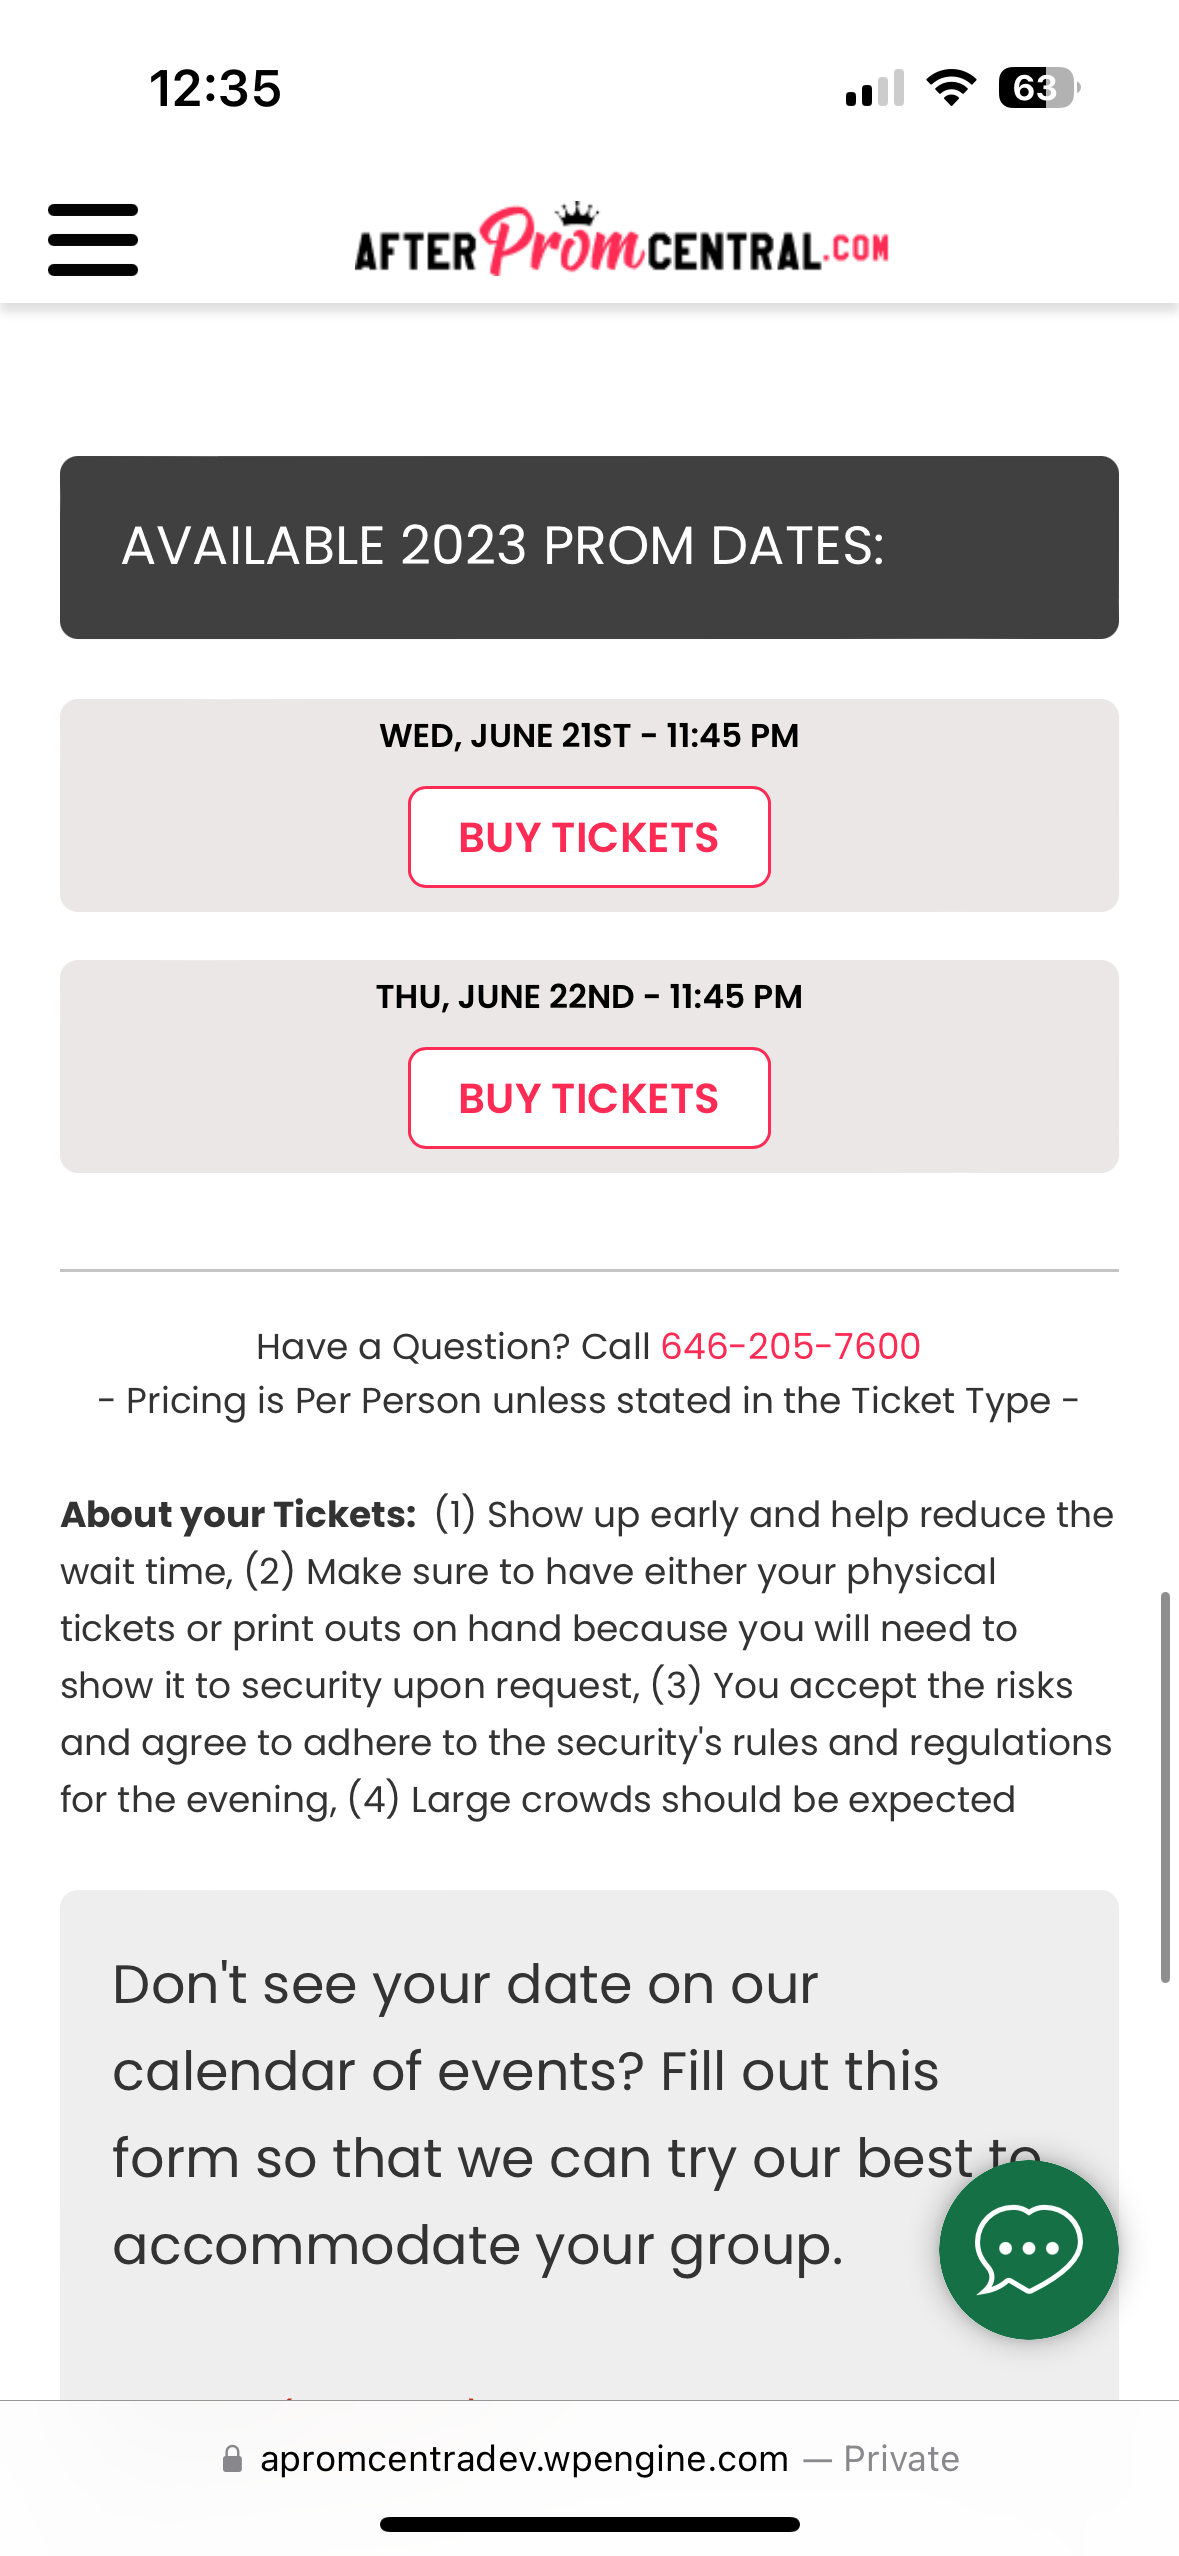 12:35
63
AFTER Prom CENTRAL.COM
AVAILABLE 2023 PROM DATES:
WED, JUNE 21ST - 11:45 PM
BUY TICKETS
THU, JUNE 22ND - 11:45 PM
BUY TICKETS
Have a Question? Call 646-205-7600
- Pricing is Per Person unless stated in the Ticket Type -
About your Tickets: (1) Show up early and help reduce the
wait time, (2) Make sure to have either your physical
tickets or print outs on hand because you will need to
show it to security upon request, (3) You accept the risks
and agree to adhere to the security's rules and regulations
for the evening, (4) Large crowds should be expected
Don't see your date on our
calendar of events? Fill out this
form so that we can try our best to
accommodate your group.
apromcentradev.wpengine.com — Private